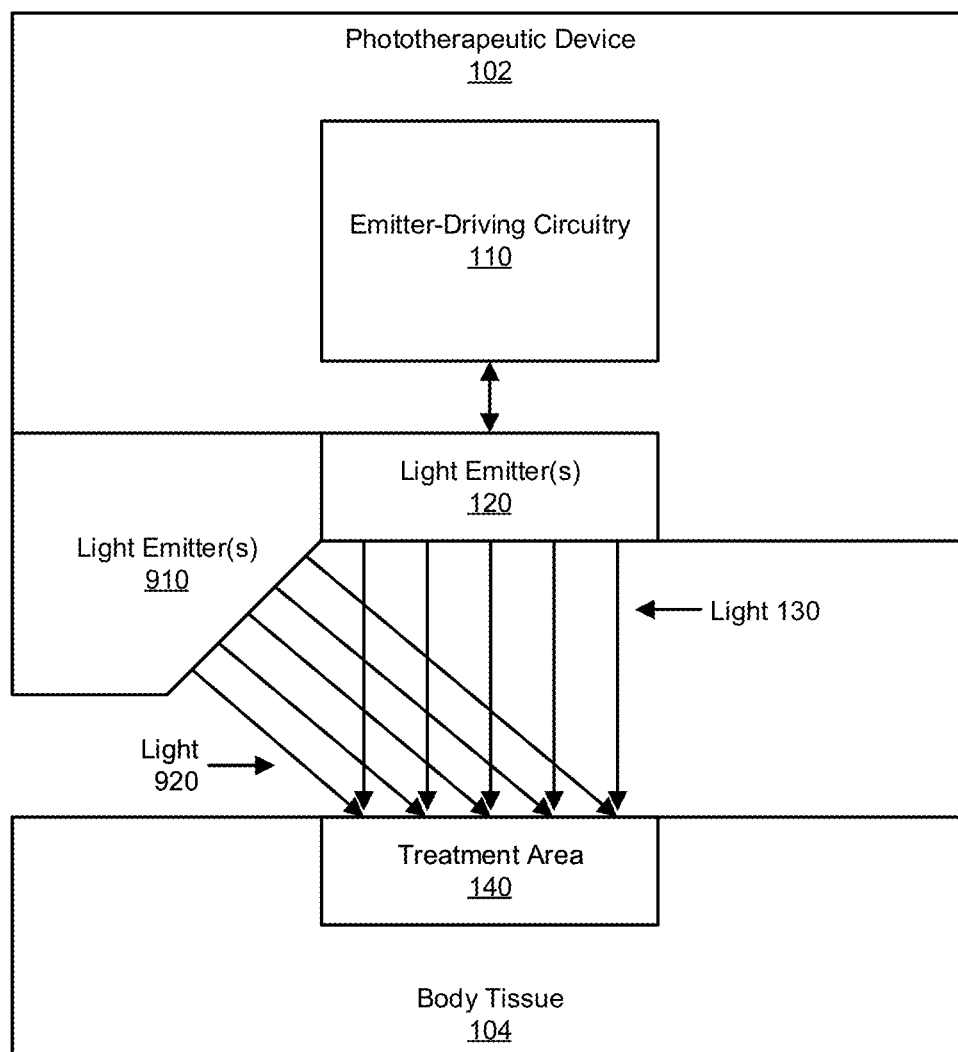 Phototherapeutic Device
102
Emitter-Driving Circuitry
110
Light Emitter(s)
120
Light Emitter(s)
910
Light 130
Light
920
Treatment Area
140
Body Tissue
104